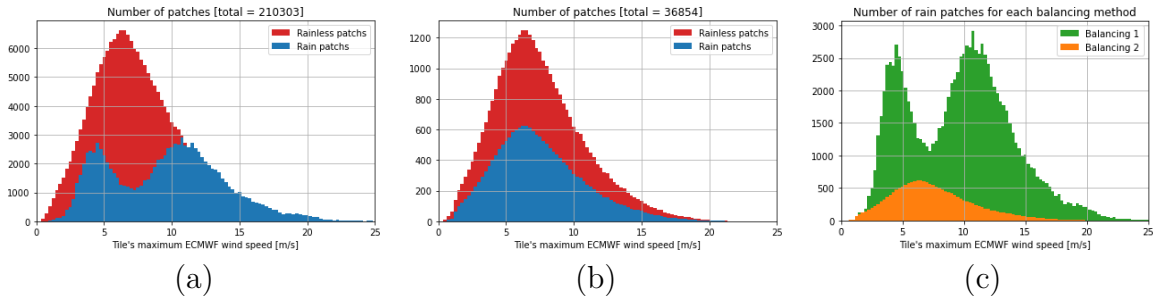 Number of patches [total = 210303]
Rainless patchs
Rain patchs
6000
5000
4000
3000
2000
1000
0
0 5 10 15 20 25
Tile's maximum ECMWF wind speed [m/s]
(a)
Number of patches [total = 36854]
Rainless patchs
Rain patchs
1200
1000
800
600
400
200
0
0 5 10 15 20 25
Tile's maximum ECMWF wind speed [m/s]
(b)
Number of rain patches for each balancing method
Balancing 1
Balancing 2
3000
2500
2000
1500
1000
500
0
0 5 10 15 20 25
Tile's maximum ECMWF wind speed [m/s]
(c)